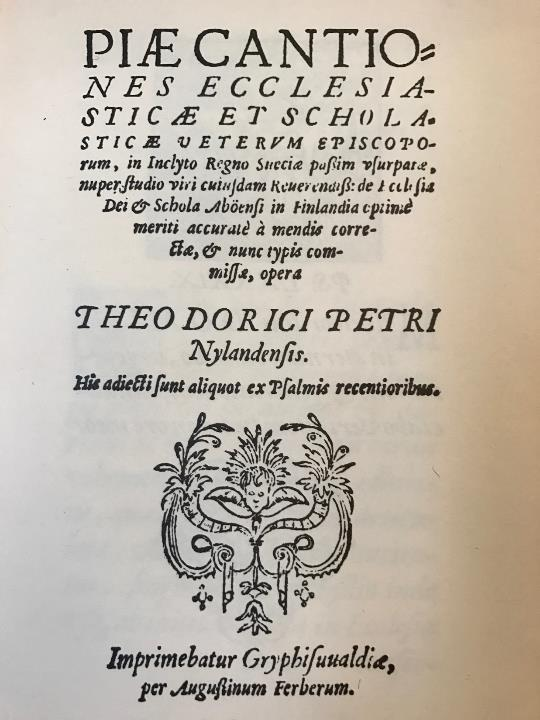 PIÆ CANTIO=
NES ECCLESIA-
STICÆ ET SCHOLA-
STICÆ VETERVM EPISCOPO-
rum, in Inclyto Regno Sueciæ paſſim vſurpatæ,
nuper ſtudio viri cuiuſdam Reuerendiſſ: de Eccleſia
Dei & Schola Aböenſi in Finlandia optimè
meriti accuratè à mendis corre-
ctæ, & nunc typis com-
miſſæ, opera
THEODORICI PETRI
Nylandenſis.
His adiecti ſunt aliquot ex Pſalmis recentioribus.
Imprimebatur Gryphiſuualdiæ,
per Auguſtinum Ferberum.